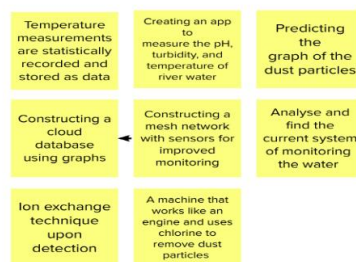 Temperature
measurements
are statistically
recorded and
stored as data
Creating an app
to
measure the pH,
turbidity, and
temperature of
river water
Predicting
the
graph of the
dust particles
Constructing a
cloud
database
using graphs
Constructing a
mesh network
with sensors for
improved
monitoring
Analyse and
find the
current system
of monitoring
the water
Ion exchange
technique
upon
detection
A machine that
works like an
engine and uses
chlorine to
remove dust
particles